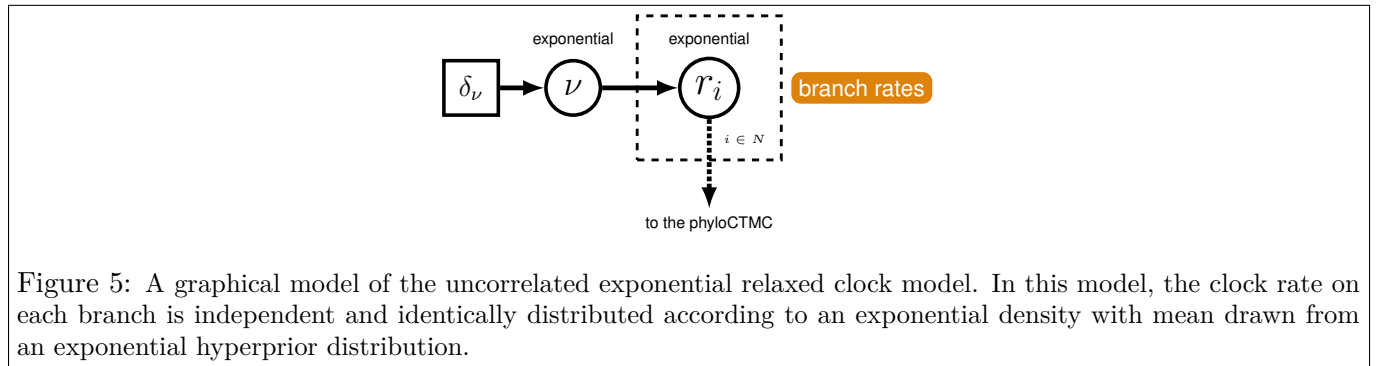 exponential exponential
δν ν ri branch rates
i ∈ N
to the phyloCTMC
Figure 5: A graphical model of the uncorrelated exponential relaxed clock model. In this model, the clock rate on
each branch is independent and identically distributed according to an exponential density with mean drawn from
an exponential hyperprior distribution.